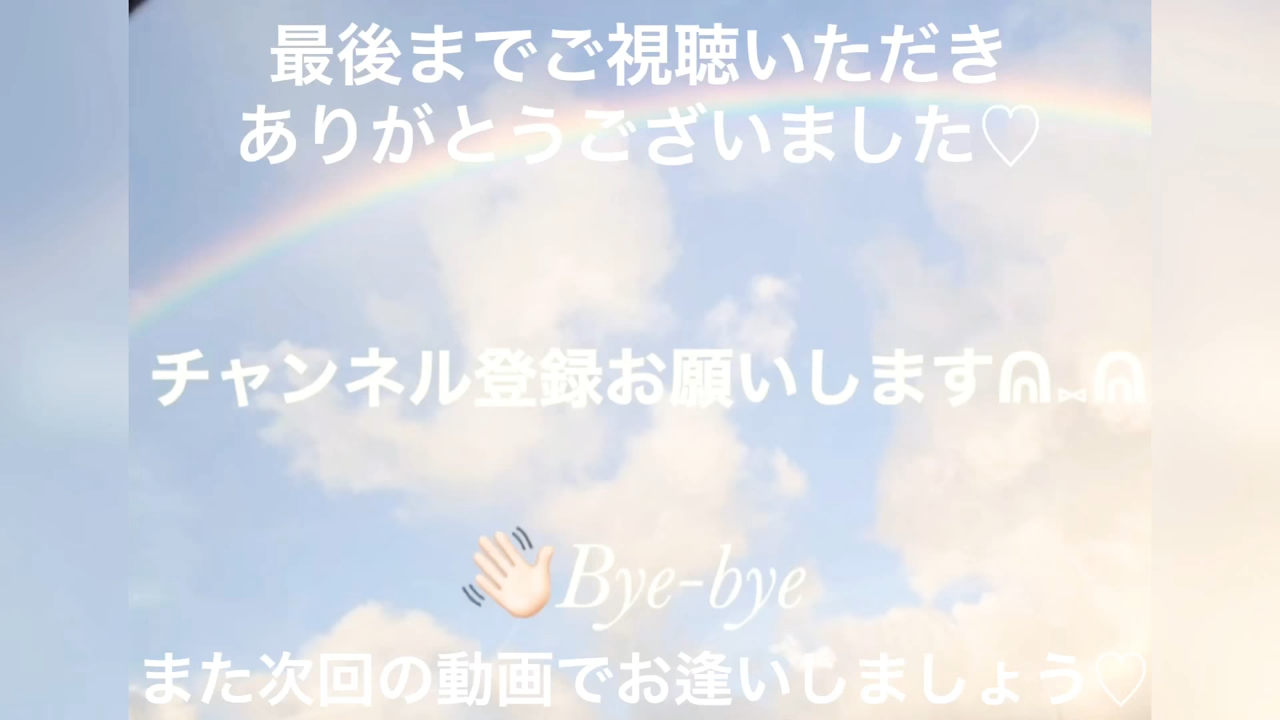 最後までご視聴いただき
ありがとうございました♡
チャンネル登録お願いしますᕱ⑅ᕱ
👋🏻Bye-bye
また次回の動画でお逢いしましょう♡